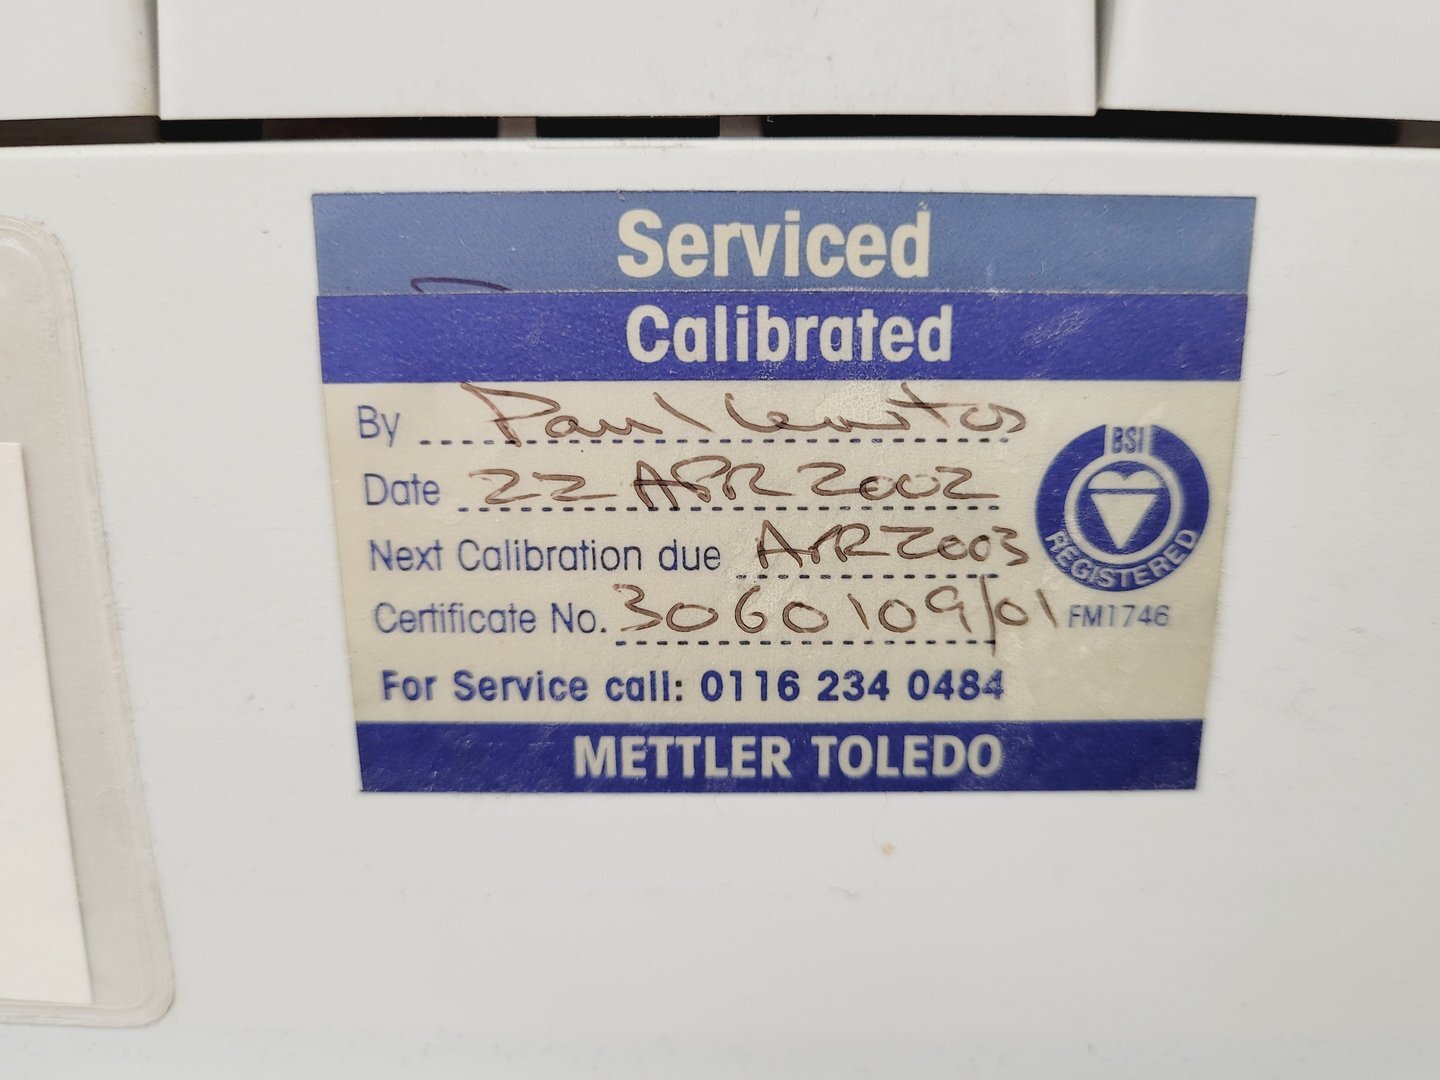 Serviced
Calibrated
By Paul
Date 22 APR 2002
Next Calibration due APR 2003
Certificate No. 3060109/01
For Service call: 0116 234 0484
METTLER TOLEDO
BSI
REGISTERED
FM1746